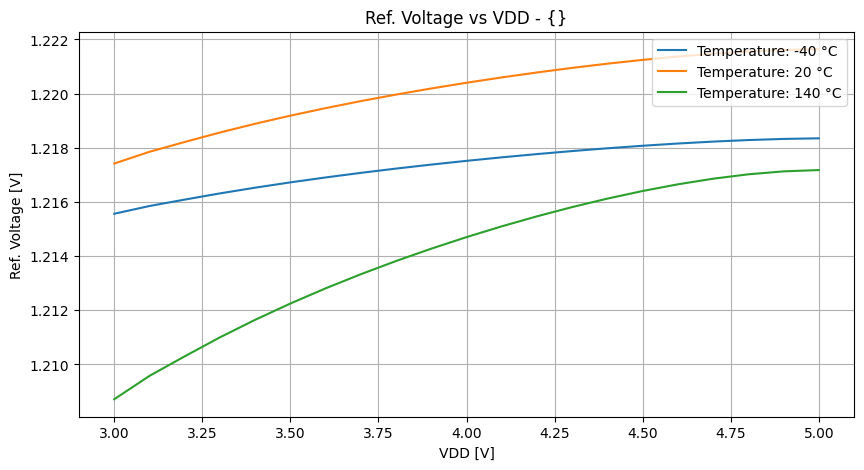 Ref. Voltage vs VDD - {}
Temperature: -40 °C
Temperature: 20 °C
Temperature: 140 °C
Ref. Voltage [V]
1.222
1.220
1.218
1.216
1.214
1.212
1.210
3.00 3.25 3.50 3.75 4.00 4.25 4.50 4.75 5.00
VDD [V]